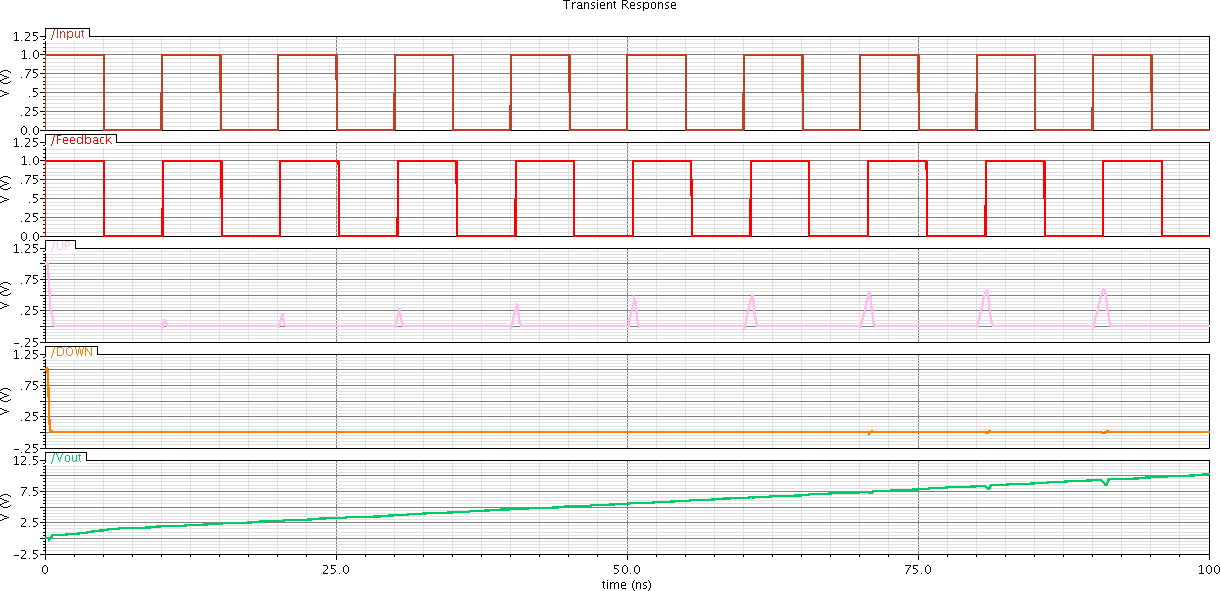 Transient Response
/Input
1.25
1.0
.75
.5
.25
0.0
V (V)
/Feedback
1.25
1.0
.75
.5
.25
0.0
V (V)
/UP
1.25
.75
.25
-.25
V (V)
/DOWN
1.25
.75
.25
-.25
V (V)
/Vout
12.5
7.5
2.5
-2.5
V (V)
0 25.0 50.0 75.0 100
time (ns)